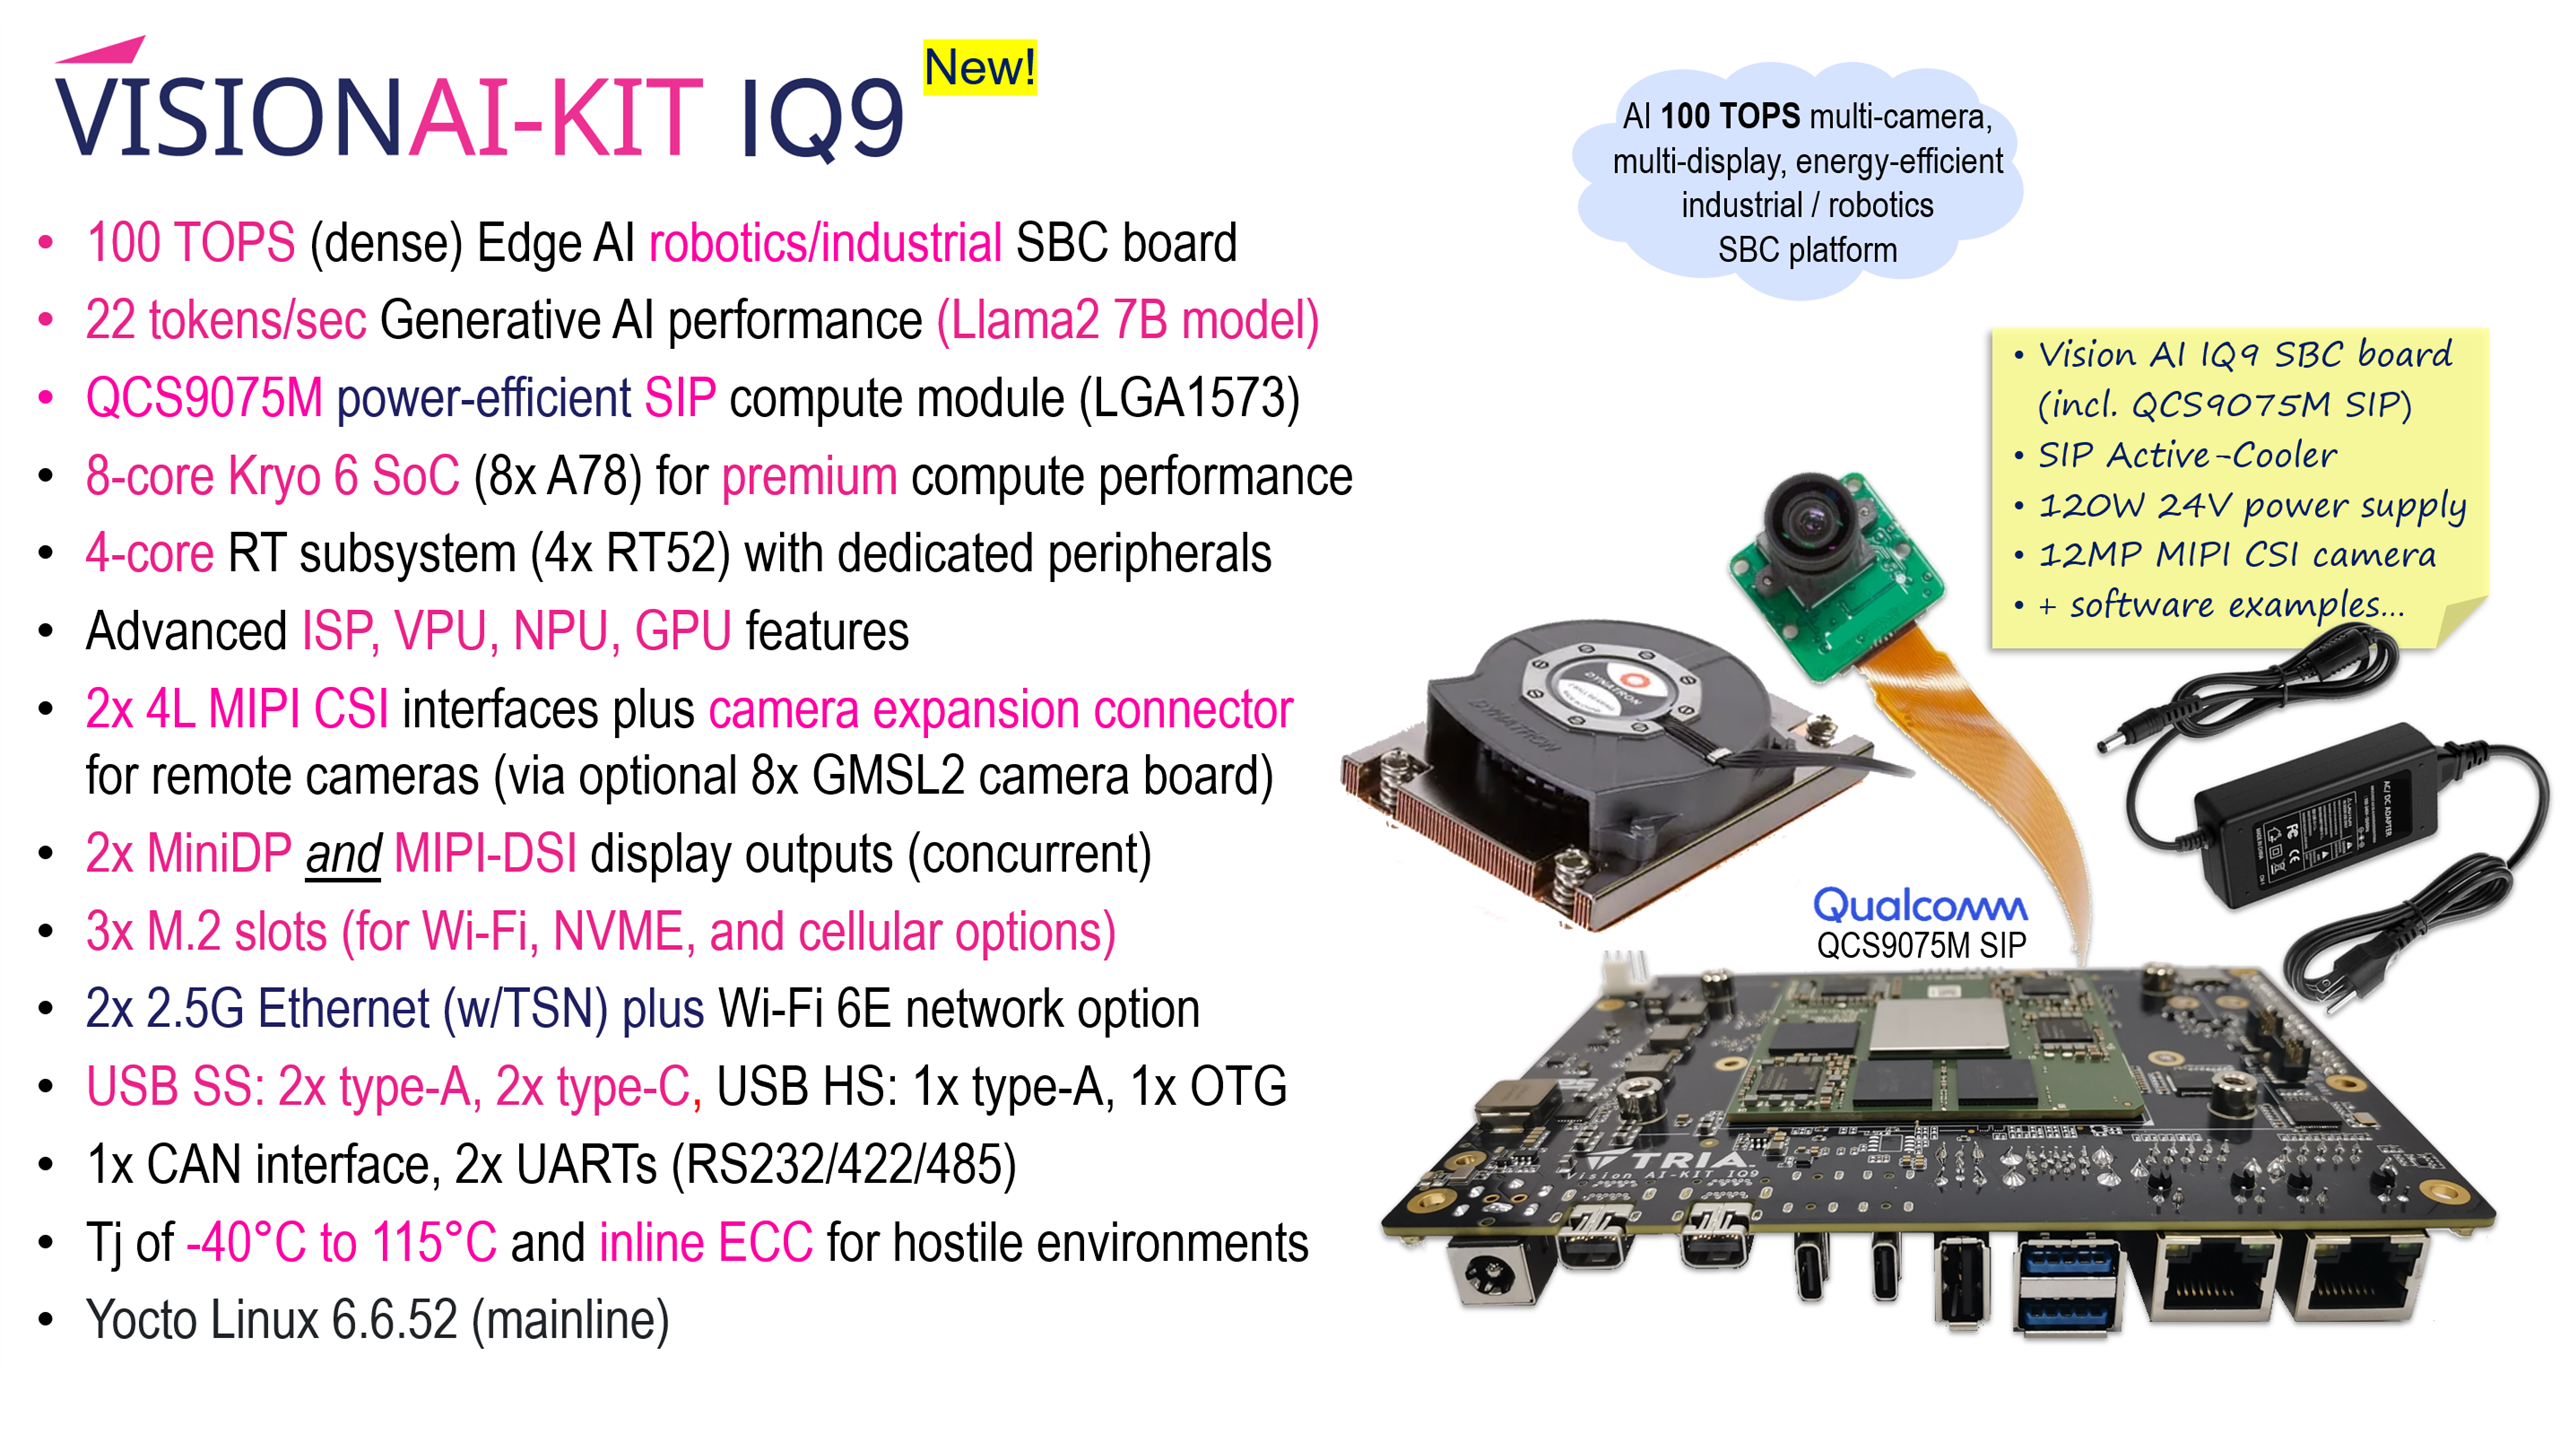 VISIONAI-KIT IQ9 New!
• 100 TOPS (dense) Edge AI robotics/industrial SBC board
• 22 tokens/sec Generative AI performance (Llama2 7B model)
• QCS9075M power-efficient SIP compute module (LGA1573)
• 8-core Kryo 6 SoC (8x A78) for premium compute performance
• 4-core RT subsystem (4x RT52) with dedicated peripherals
• Advanced ISP, VPU, NPU, GPU features
• 2x 4L MIPI CSI interfaces plus camera expansion connector
for remote cameras (via optional 8x GMSL2 camera board)
• 2x MiniDP and MIPI-DSI display outputs (concurrent)
• 3x M.2 slots (for Wi-Fi, NVME, and cellular options)
• 2x 2.5G Ethernet (w/TSN) plus Wi-Fi 6E network option
• USB SS: 2x type-A, 2x type-C, USB HS: 1x type-A, 1x OTG
• 1x CAN interface, 2x UARTs (RS232/422/485)
• Tj of -40°C to 115°C and inline ECC for hostile environments
• Yocto Linux 6.6.52 (mainline)
AI 100 TOPS multi-camera,
multi-display, energy-efficient
industrial / robotics
SBC platform
• Vision AI IQ9 SBC board
(incl. QCS9075M SIP)
• SIP Active-Cooler
• 120W 24V power supply
• 12MP MIPI CSI camera
• + software examples...
DYNATRON
DYNATRON
AC/DC ADAPTER
Qualcomm
QCS9075M SIP
TRIA
Vision AI-KIT IQ9